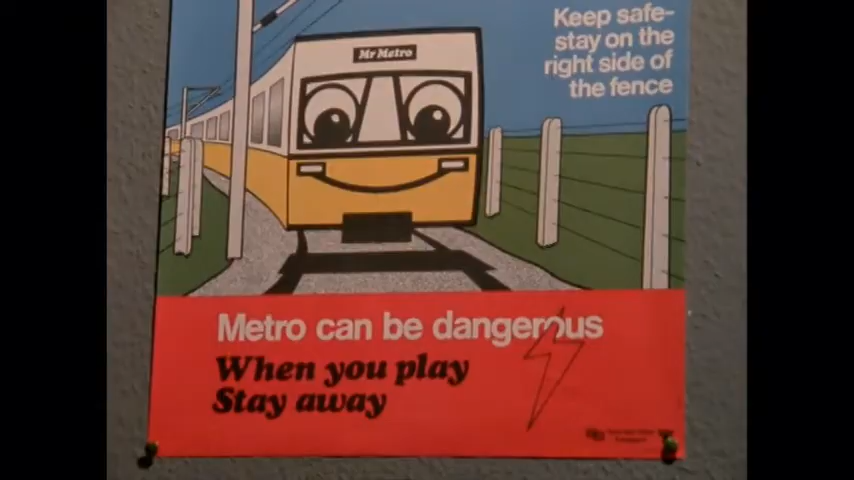 Mr Metro
Keep safe-
stay on the
right side of
the fence
Metro can be dangerous
When you play
Stay away